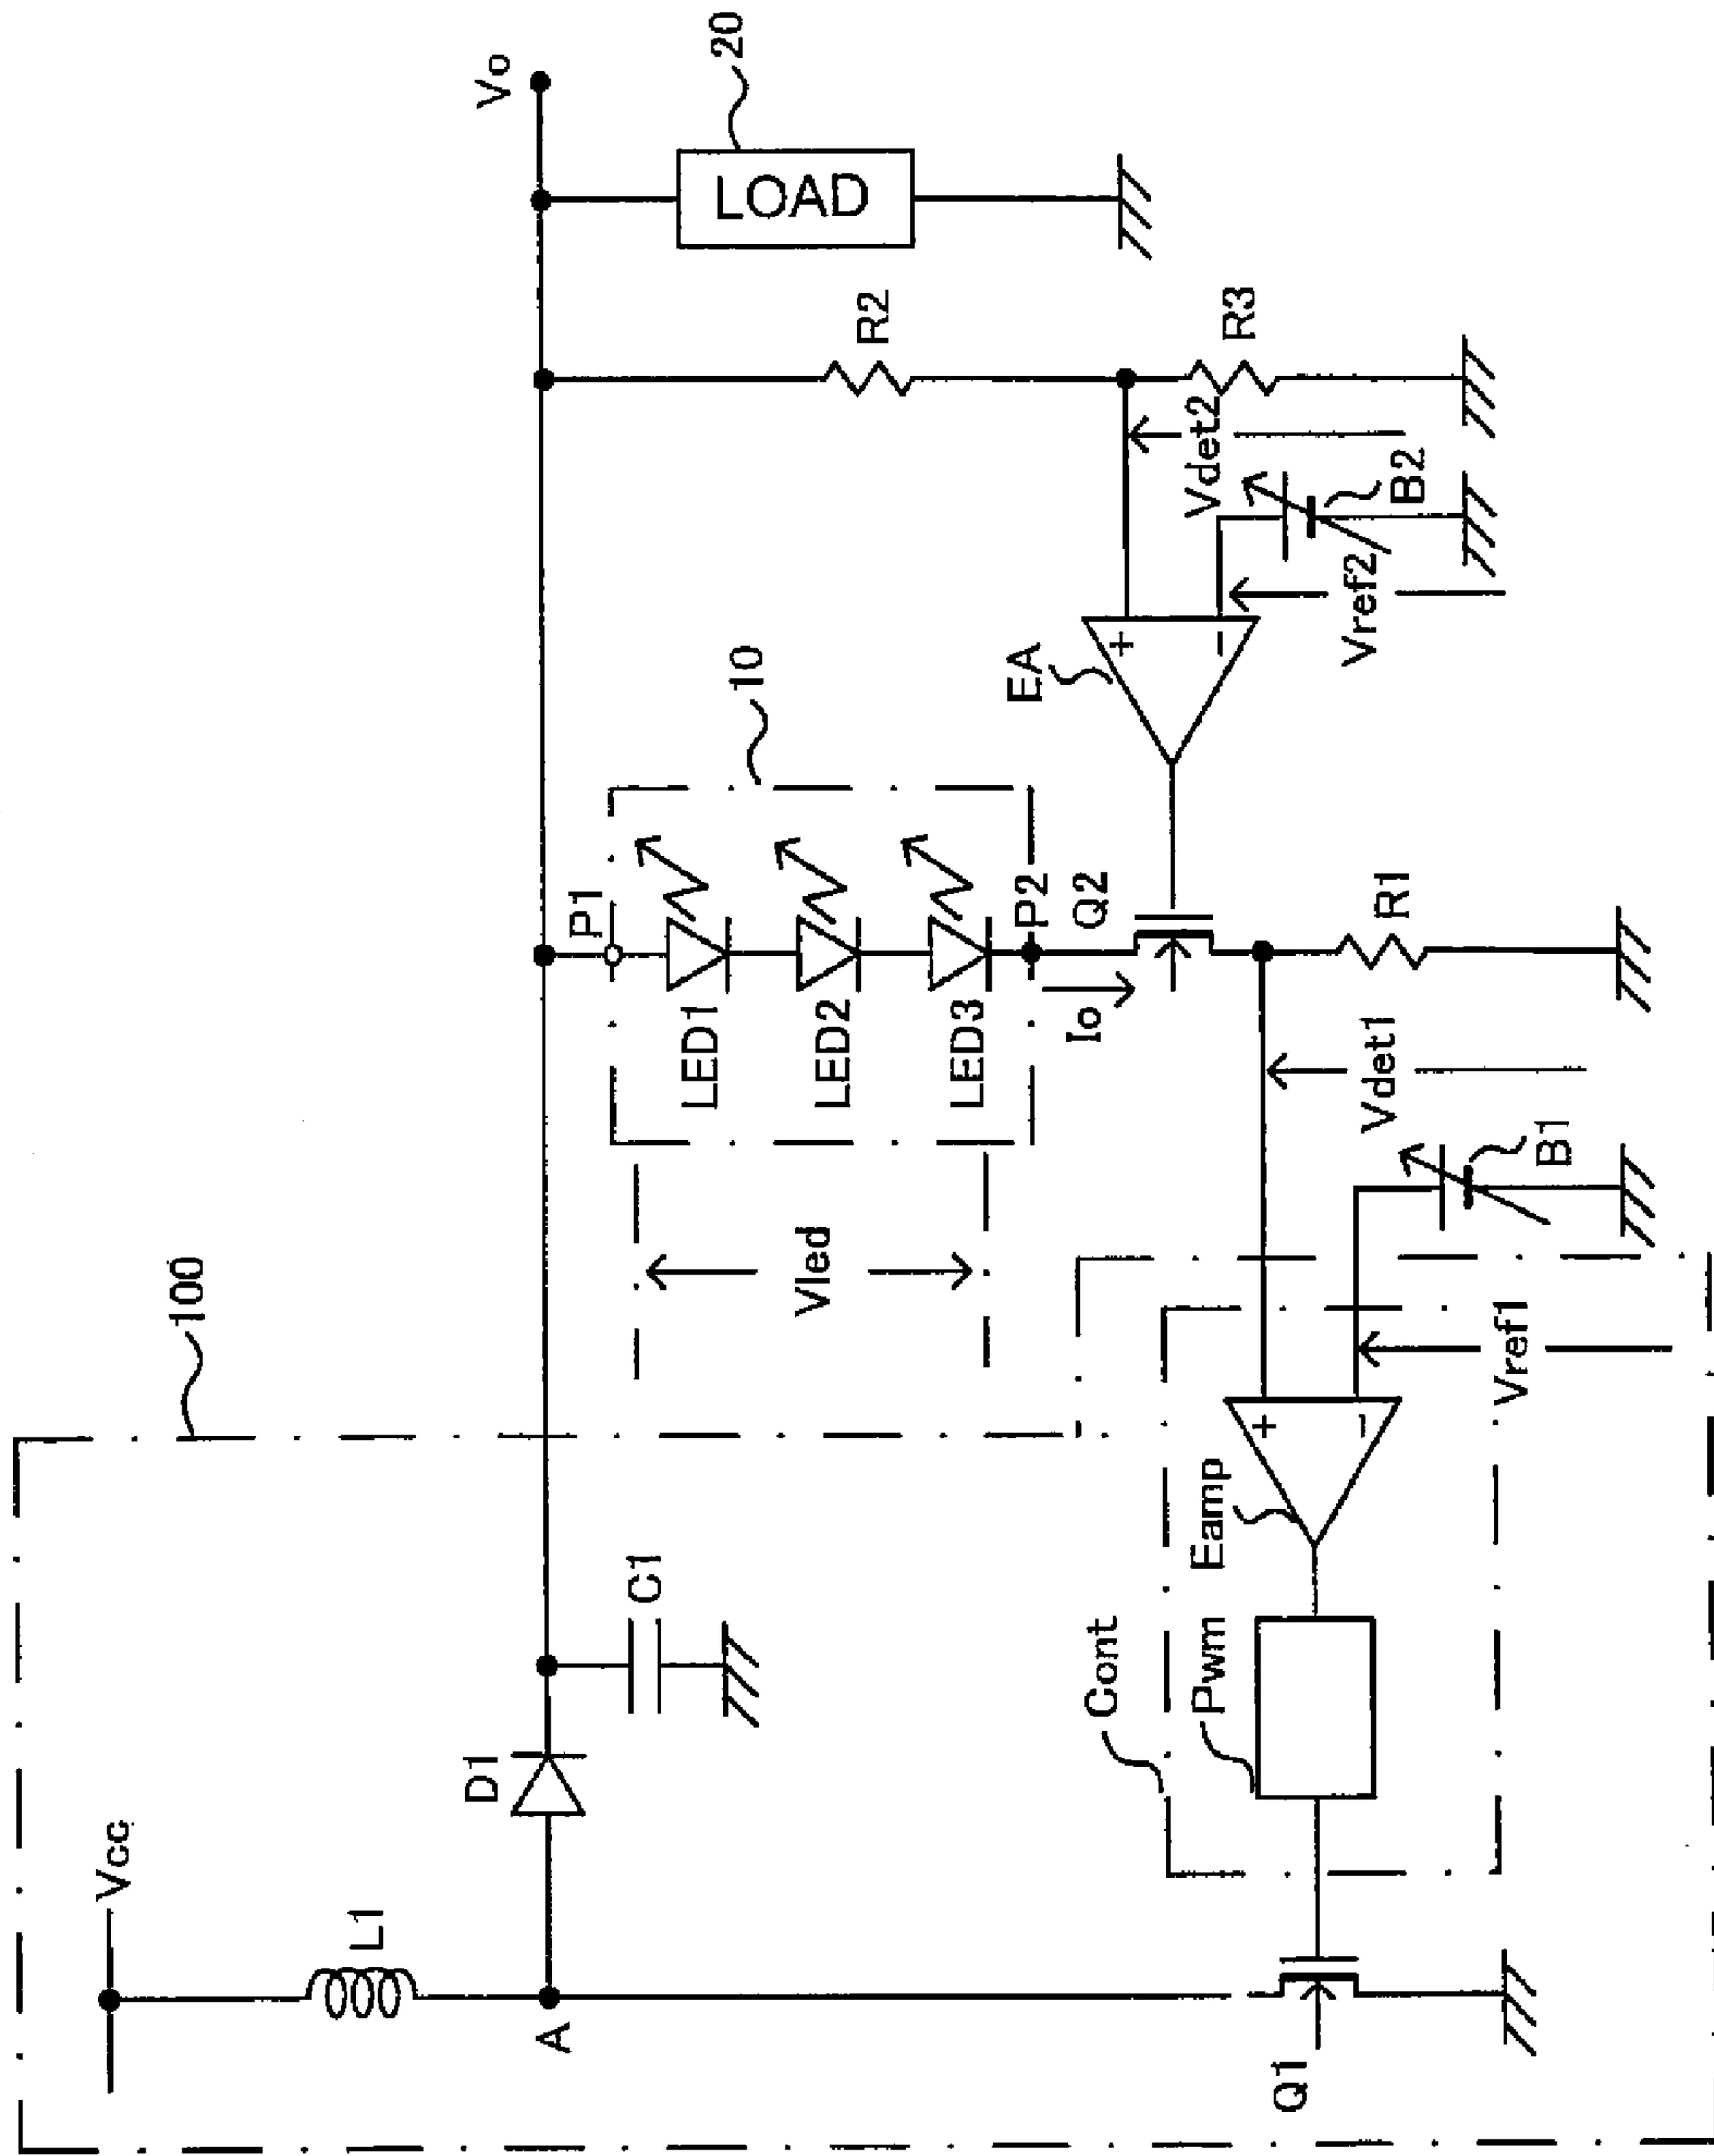 100
Vcc
L1
A
D1
C1
Q1
Cont
Pwm
Eamp
+
−
Vref1
B1
Vdet1
Vled
P1
10
LED1
LED2
LED3
P2
Io
Q2
R1
EA
+
−
Vref2
B2
Vdet2
R2
R3
Vo
LOAD
20